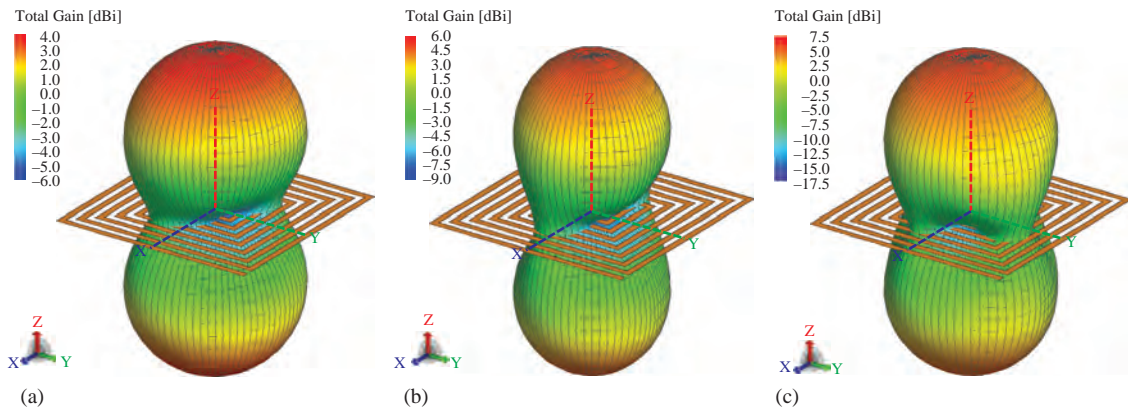 Total Gain [dBi]
4.0
3.0
2.0
1.0
0.0
–1.0
–2.0
–3.0
–4.0
–5.0
–6.0
Z
X
Y
Z
X
Y
(a)
Total Gain [dBi]
6.0
4.5
3.0
1.5
0.0
–1.5
–3.0
–4.5
–6.0
–7.5
–9.0
Z
X
Y
Z
X
Y
(b)
Total Gain [dBi]
7.5
5.0
2.5
0.0
–2.5
–5.0
–7.5
–10.0
–12.5
–15.0
–17.5
Z
X
Y
Z
X
Y
(c)